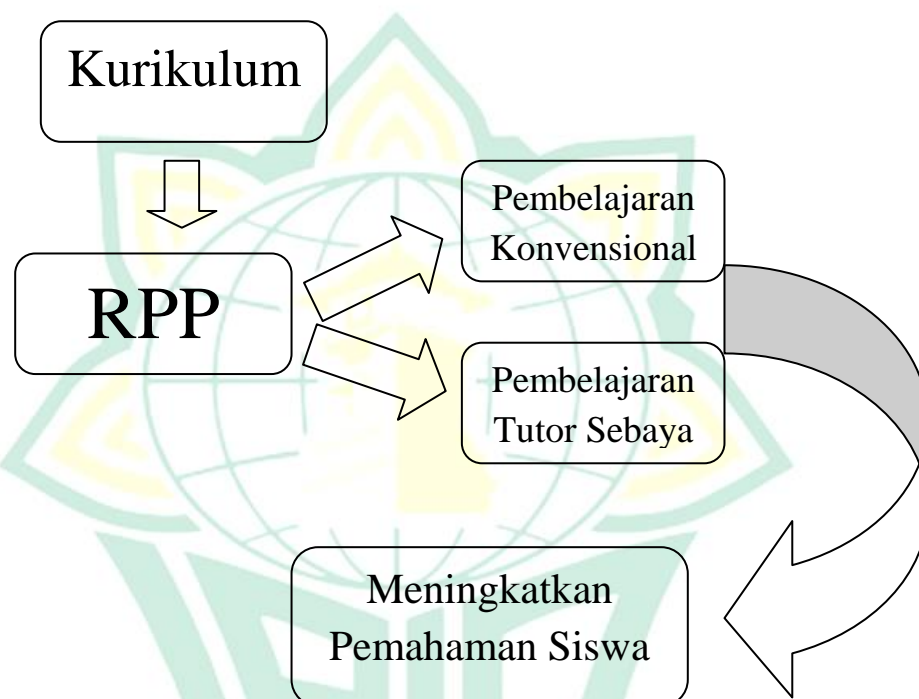 Kurikulum
RPP
Pembelajaran
Konvensional
Pembelajaran
Tutor Sebaya
Meningkatkan
Pemahaman Siswa